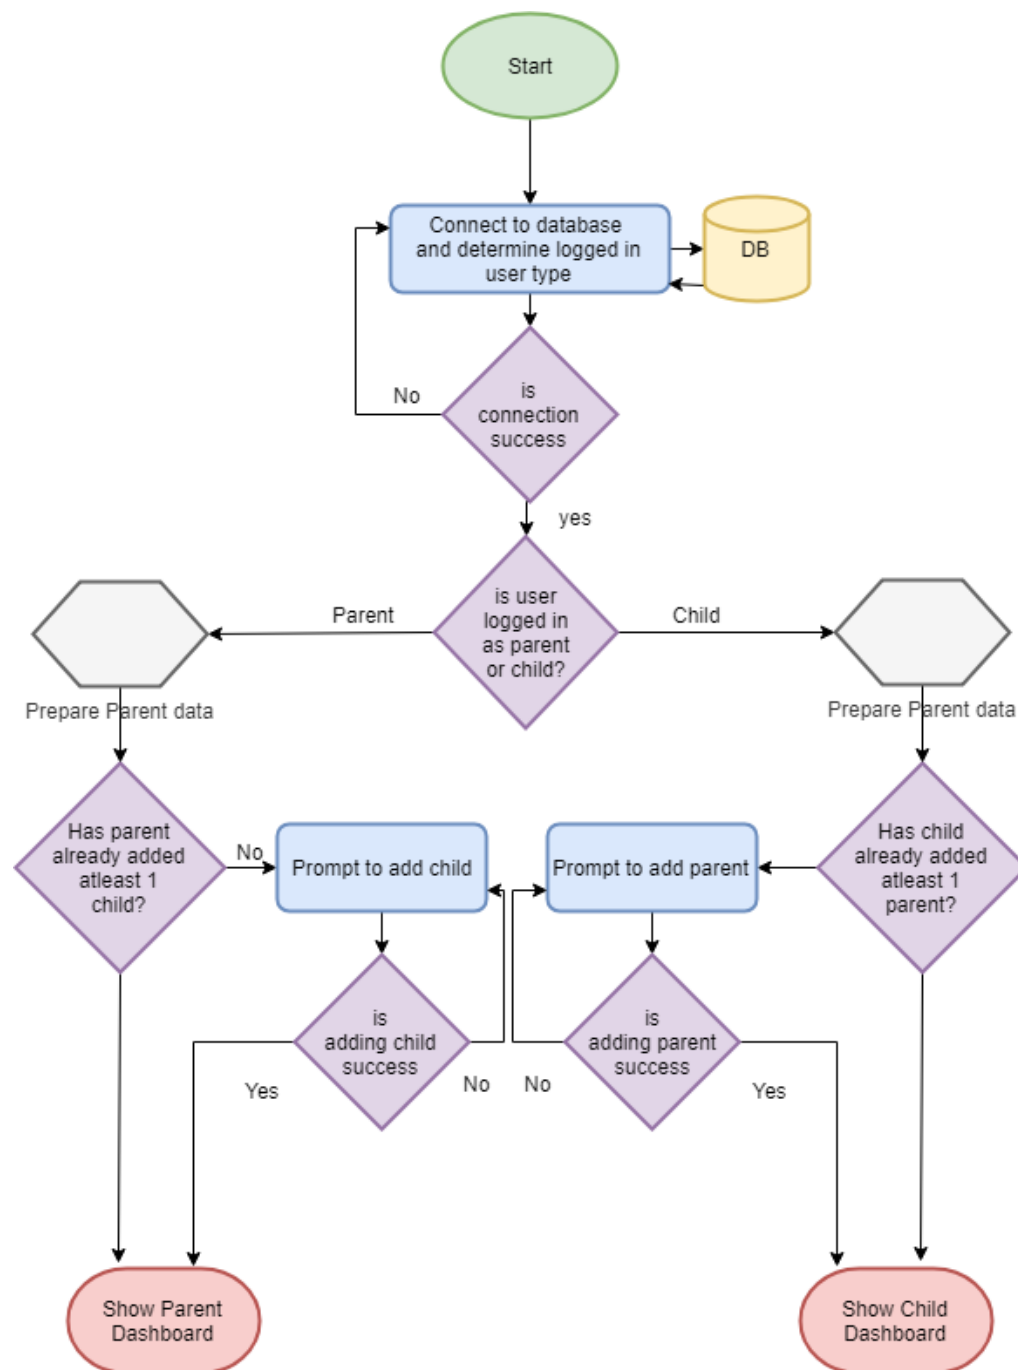 Start
Connect to database
and determine logged in
user type
DB
is
connection
success
No
yes
is user
logged in
as parent
or child?
Parent
Child
Prepare Parent data
Prepare Parent data
Has parent
already added
atleast 1
child?
No
Prompt to add child
Prompt to add parent
Has child
already added
atleast 1
parent?
is
adding child
success
is
adding parent
success
Yes
No
No
Yes
Show Parent
Dashboard
Show Child
Dashboard